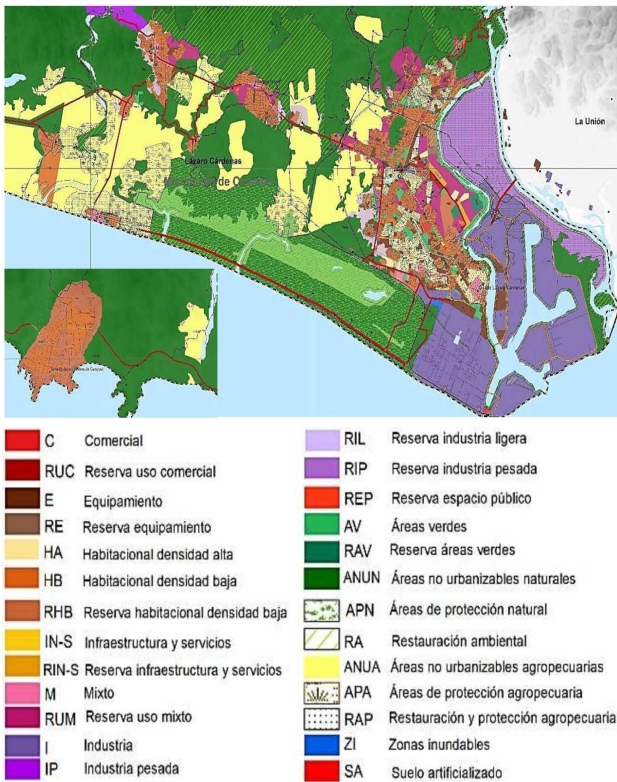 La Unión
Lázaro Cárdenas
C Comercial
RUC Reserva uso comercial
E Equipamiento
RE Reserva equipamiento
HA Habitacional densidad alta
HB Habitacional densidad baja
RHB Reserva habitacional densidad baja
IN-S Infraestructura y servicios
RIN-S Reserva infraestructura y servicios
M Mixto
RUM Reserva uso mixto
I Industria
IP Industria pesada
RIL Reserva industria ligera
RIP Reserva industria pesada
REP Reserva espacio público
AV Áreas verdes
RAV Reserva áreas verdes
ANUN Áreas no urbanizables naturales
APN Áreas de protección natural
RA Restauración ambiental
ANUA Áreas no urbanizables agropecuarias
APA Áreas de protección agropecuaria
RAP Restauración y protección agropecuaria
ZI Zonas inundables
SA Suelo artificializado